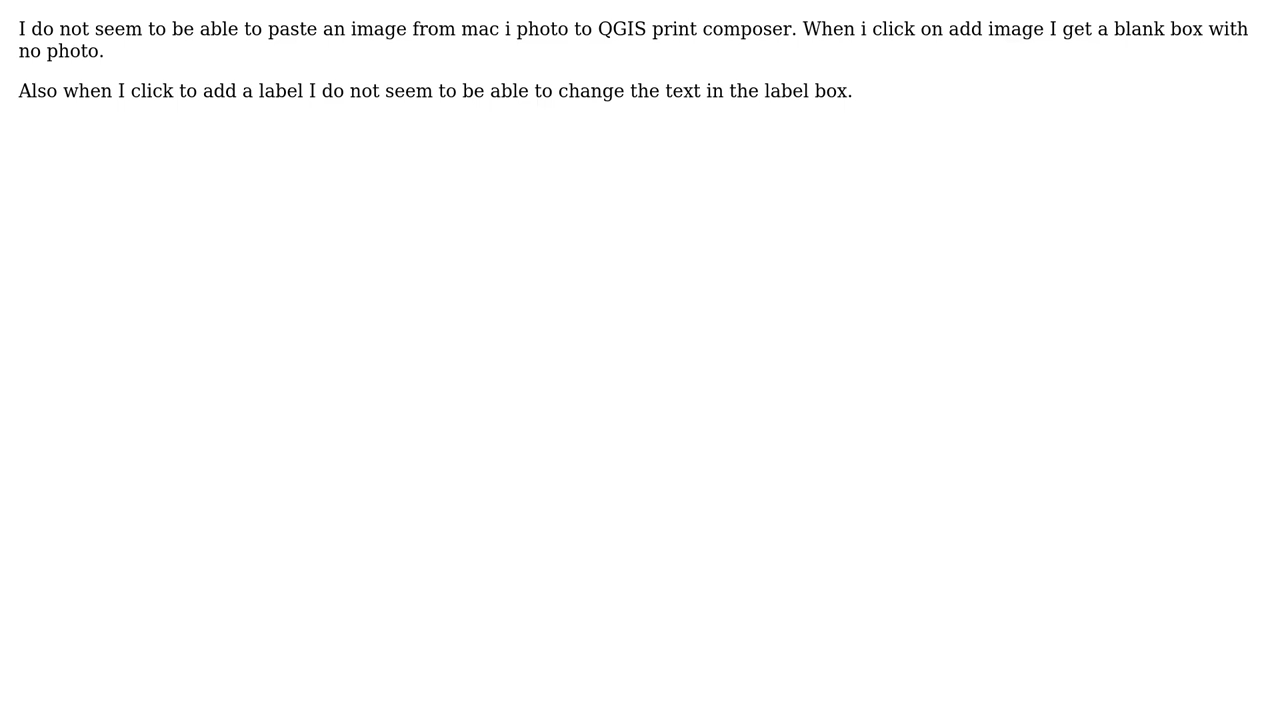 I do not seem to be able to paste an image from mac i photo to QGIS print composer. When i click on add image I get a blank box with
no photo.
Also when I click to add a label I do not seem to be able to change the text in the label box.